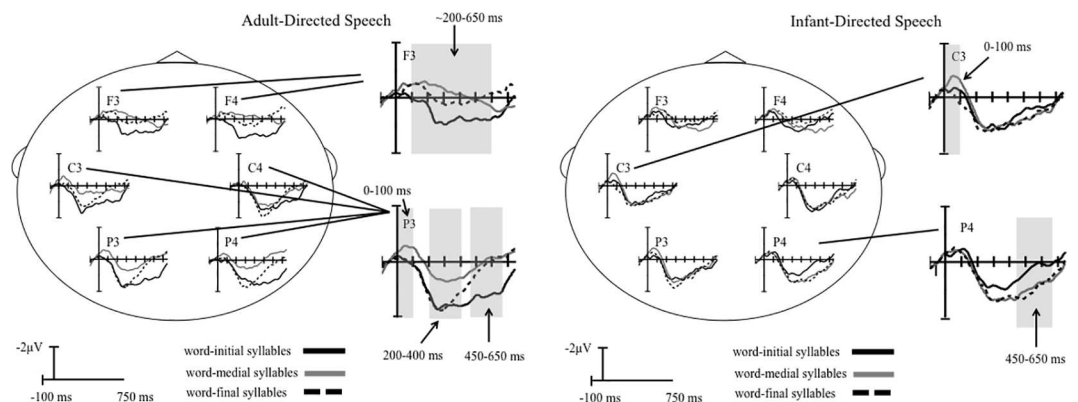 Adult-Directed Speech
~200-650 ms
F3
F3
F4
C3
C4
0-100 ms
P3
P3
P4
200-400 ms
450-650 ms
-2μV
-100 ms
750 ms
word-initial syllables
word-medial syllables
word-final syllables
Infant-Directed Speech
0-100 ms
C3
F3
F4
C3
C4
P4
P3
P4
450-650 ms
-2μV
-100 ms
750 ms
word-initial syllables
word-medial syllables
word-final syllables